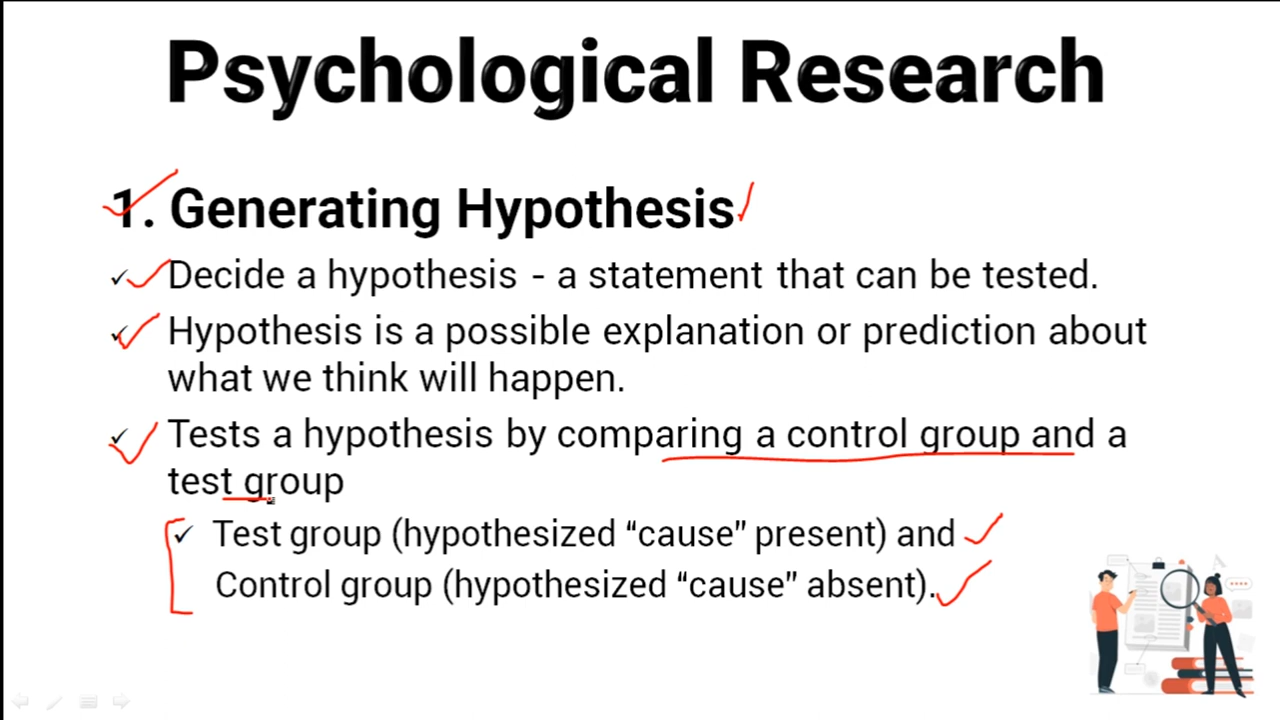 Psychological Research
1. Generating Hypothesis
Decide a hypothesis - a statement that can be tested.
Hypothesis is a possible explanation or prediction about
what we think will happen.
Tests a hypothesis by comparing a control group and a
test group
Test group (hypothesized “cause” present) and
Control group (hypothesized “cause” absent).